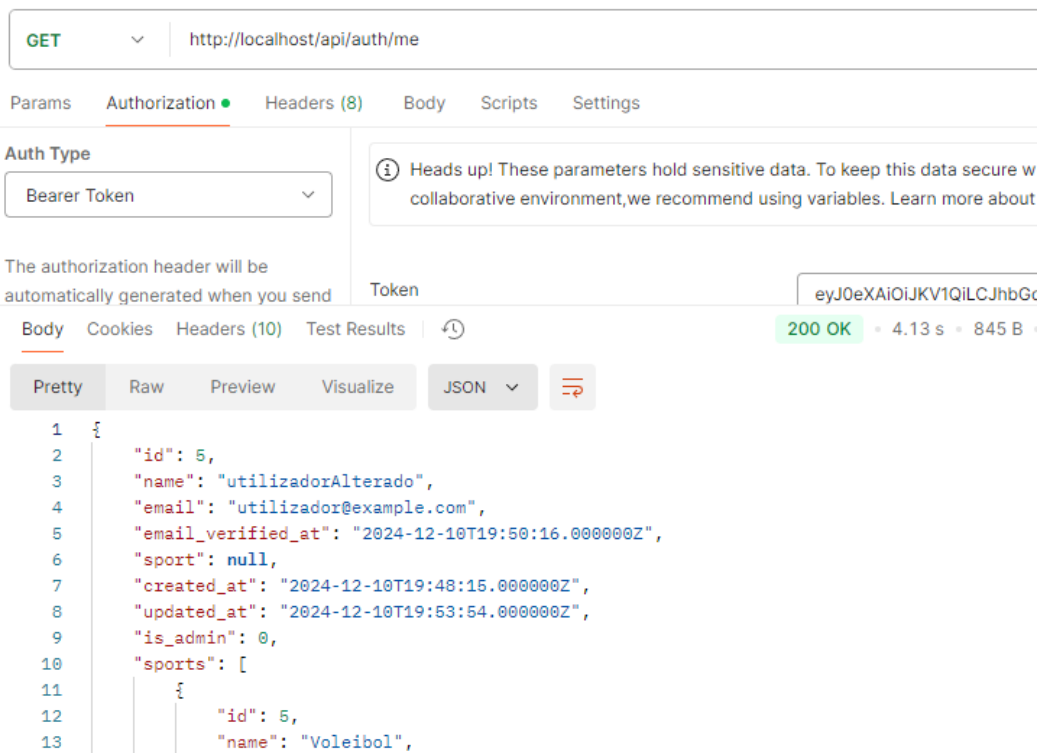 GET http://localhost/api/auth/me
Params Authorization Headers (8) Body Scripts Settings
Auth Type
Bearer Token
Heads up! These parameters hold sensitive data. To keep this data secure w
collaborative environment,we recommend using variables. Learn more about
The authorization header will be
automatically generated when you send
Token eyJ0eXAiOiJKV1QiLCJhbGc
Body Cookies Headers (10) Test Results 200 OK 4.13 s 845 B
Pretty Raw Preview Visualize JSON
1 {
2 "id": 5,
3 "name": "utilizadorAlterado",
4 "email": "utilizador@example.com",
5 "email_verified_at": "2024-12-10T19:50:16.000000Z",
6 "sport": null,
7 "created_at": "2024-12-10T19:48:15.000000Z",
8 "updated_at": "2024-12-10T19:53:54.000000Z",
9 "is_admin": 0,
10 "sports": [
11 {
12 "id": 5,
13 "name": "Voleibol",